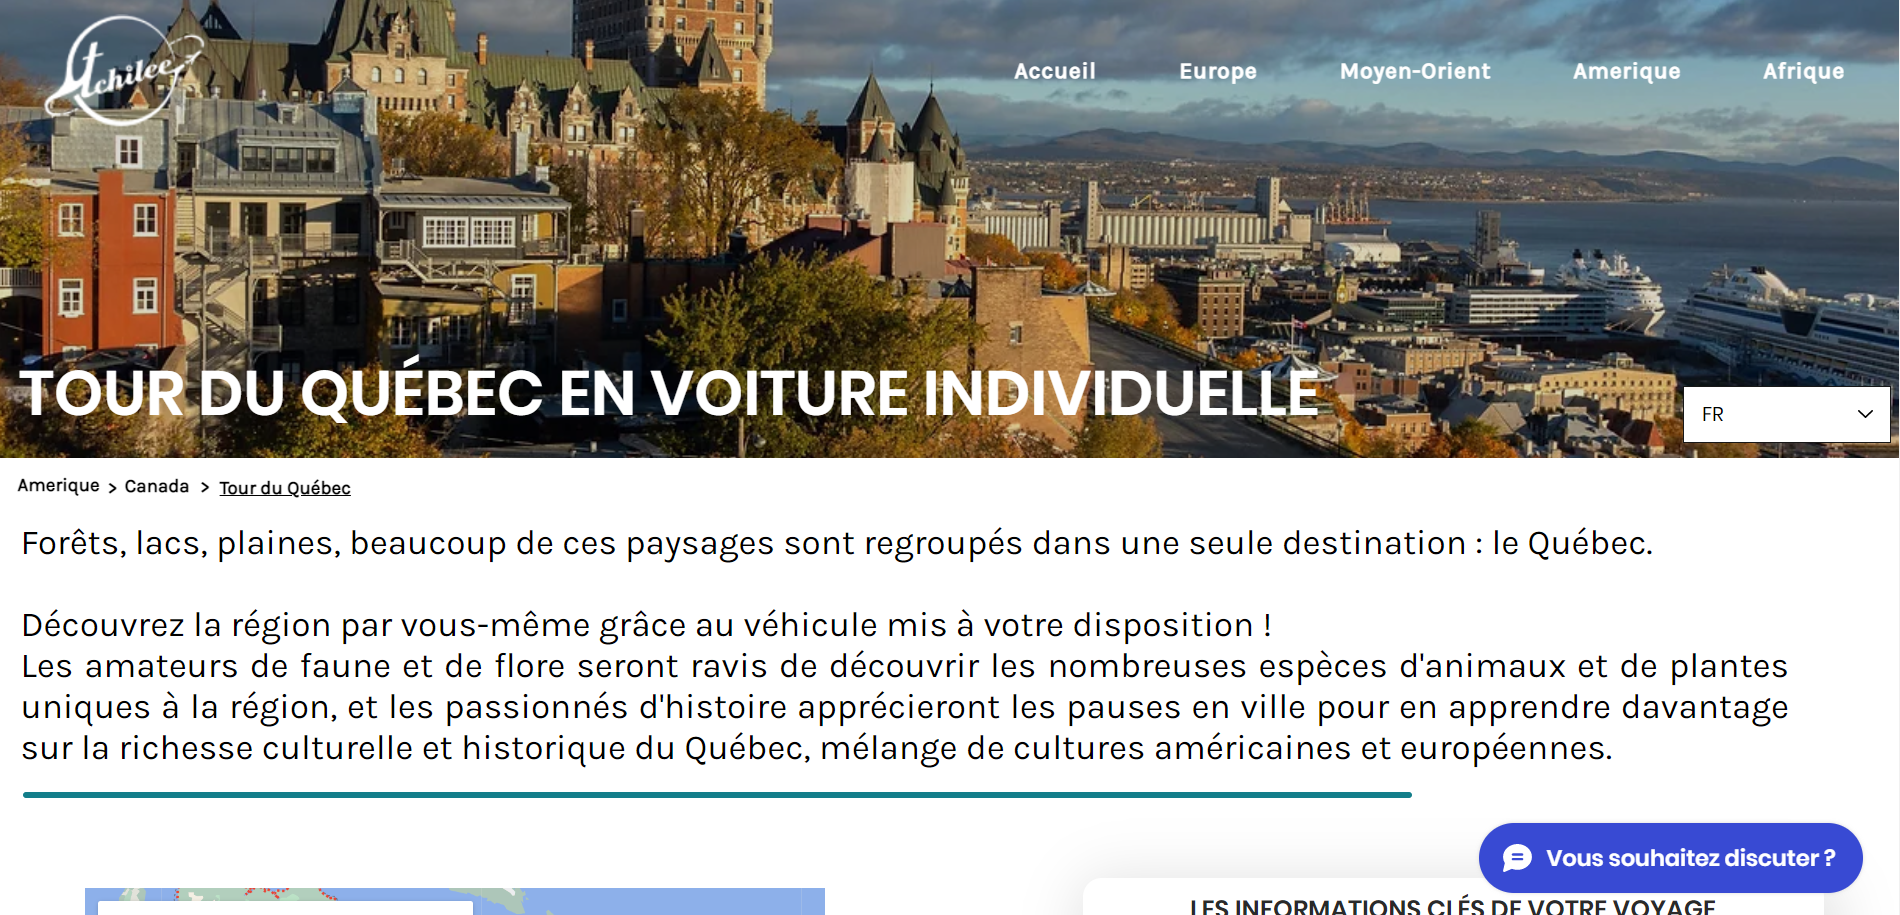 Atchilee
Accueil Europe Moyen-Orient Amerique Afrique
TOUR DU QUÉBEC EN VOITURE INDIVIDUELLE
FR
Amerique > Canada > Tour du Québec
Forêts, lacs, plaines, beaucoup de ces paysages sont regroupés dans une seule destination : le Québec.
Découvrez la région par vous-même grâce au véhicule mis à votre disposition !
Les amateurs de faune et de flore seront ravis de découvrir les nombreuses espèces d'animaux et de plantes
uniques à la région, et les passionnés d'histoire apprécieront les pauses en ville pour en apprendre davantage
sur la richesse culturelle et historique du Québec, mélange de cultures américaines et européennes.
Vous souhaitez discuter ?
LES INFORMATIONS CLÉS DE VOTRE VOYAGE